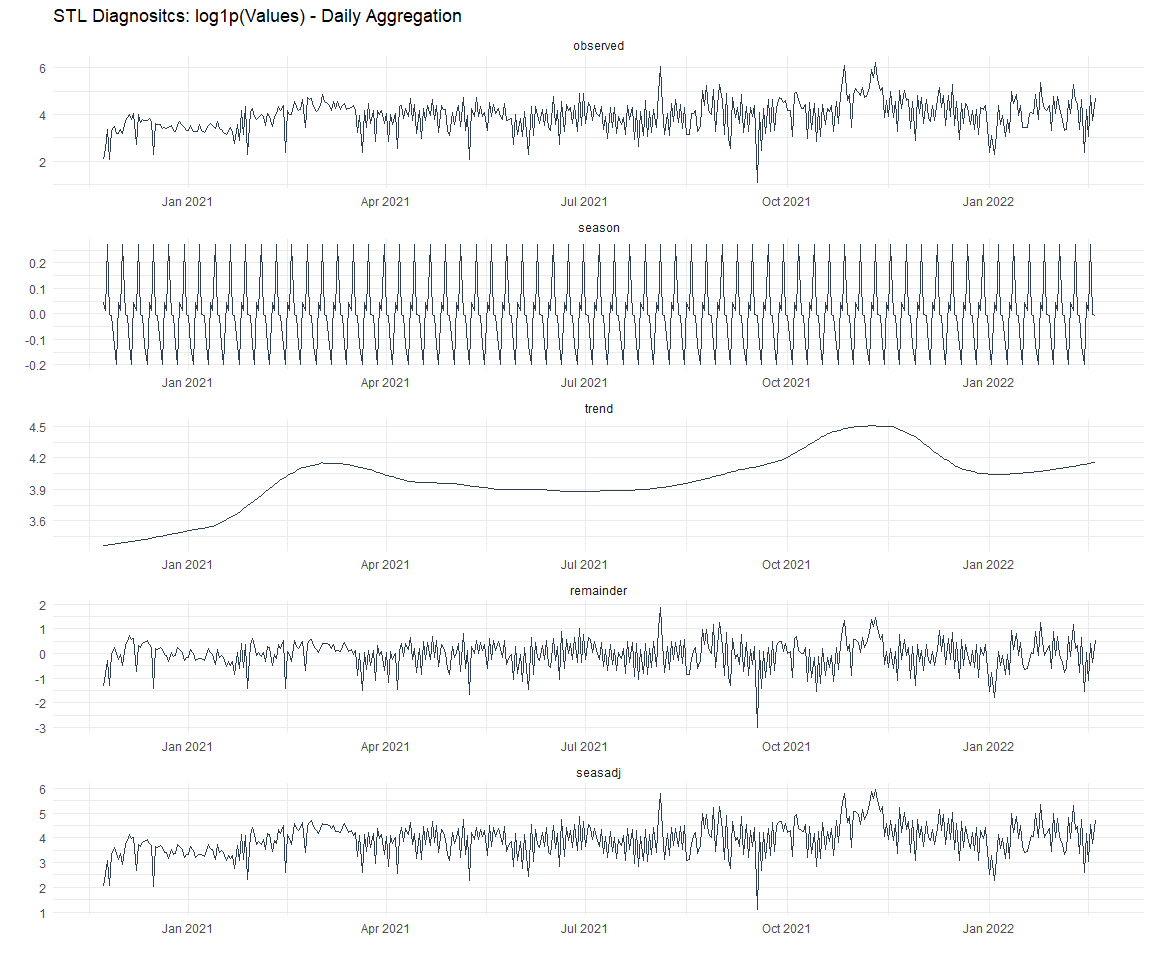 STL Diagnositcs: log1p(Values) - Daily Aggregation
observed
6
4
2
Jan 2021 Apr 2021 Jul 2021 Oct 2021 Jan 2022
season
0.2
0.1
0.0
-0.1
-0.2
Jan 2021 Apr 2021 Jul 2021 Oct 2021 Jan 2022
trend
4.5
4.2
3.9
3.6
Jan 2021 Apr 2021 Jul 2021 Oct 2021 Jan 2022
remainder
2
1
0
-1
-2
-3
Jan 2021 Apr 2021 Jul 2021 Oct 2021 Jan 2022
seasadj
6
5
4
3
2
1
Jan 2021 Apr 2021 Jul 2021 Oct 2021 Jan 2022